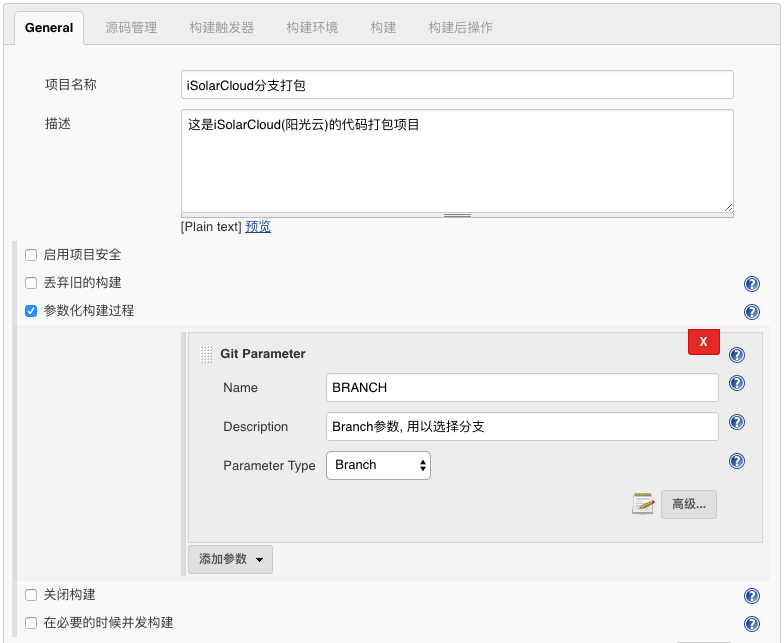 General 源码管理 构建触发器 构建环境 构建 构建后操作
项目名称 iSolarCloud分支打包
描述 这是iSolarCloud(阳光云)的代码打包项目
[Plain text] 预览
启用项目安全
丢弃旧的构建
参数化构建过程
X
Git Parameter
Name BRANCH
Description Branch参数, 用以选择分支
Parameter Type Branch
高级...
添加参数
关闭构建
在必要的时候并发构建